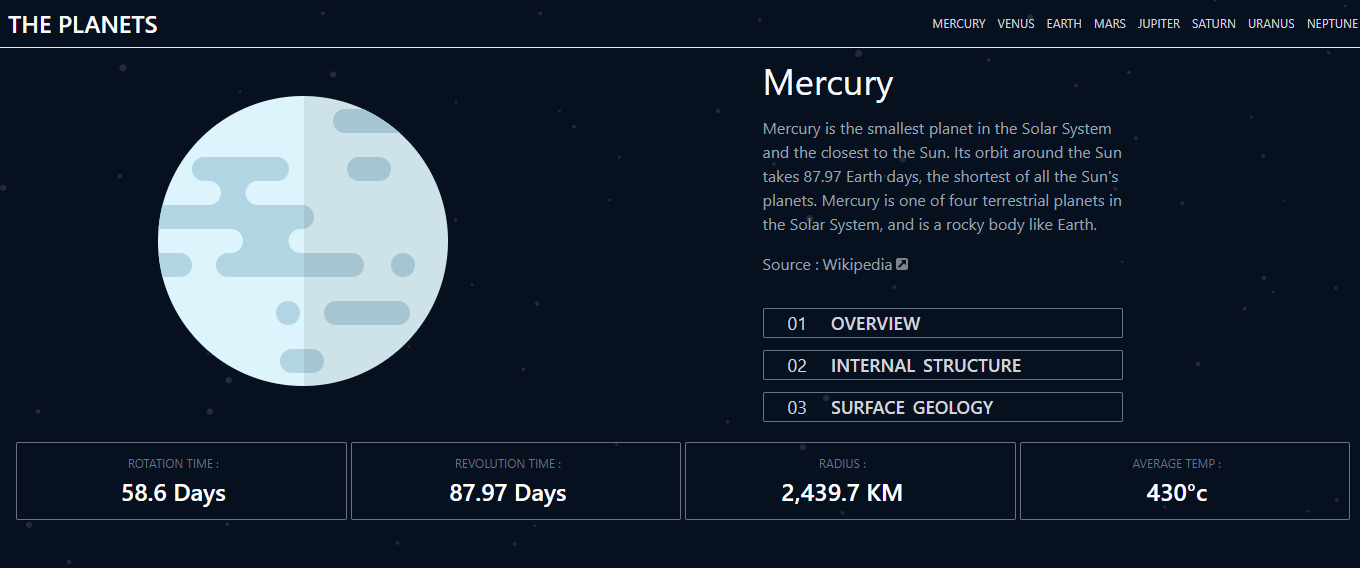 THE PLANETS
MERCURY VENUS EARTH MARS JUPITER SATURN URANUS NEPTUNE
Mercury
Mercury is the smallest planet in the Solar System
and the closest to the Sun. Its orbit around the Sun
takes 87.97 Earth days, the shortest of all the Sun's
planets. Mercury is one of four terrestrial planets in
the Solar System, and is a rocky body like Earth.
Source : Wikipedia
01 OVERVIEW
02 INTERNAL STRUCTURE
03 SURFACE GEOLOGY
ROTATION TIME :
58.6 Days
REVOLUTION TIME :
87.97 Days
RADIUS :
2,439.7 KM
AVERAGE TEMP :
430°c